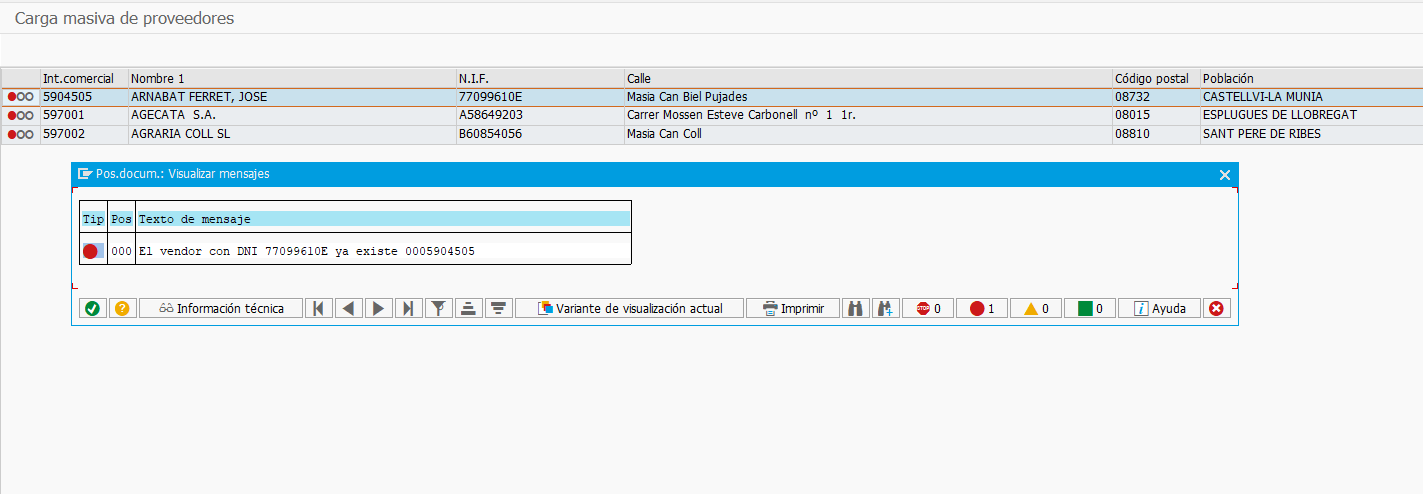 Carga masiva de proveedores
Int.comercial Nombre 1 N.I.F. Calle Código postal Población
5904505 ARNABAT FERRET, JOSE 77099610E Masia Can Biel Pujades 08732 CASTELLVI-LA MUNIA
597001 AGECATA S.A. A58649203 Carrer Mossen Esteve Carbonell nº 1 1r. 08015 ESPLUGUES DE LLOBREGAT
597002 AGRARIA COLL SL B60854056 Masia Can Coll 08810 SANT PERE DE RIBES
Pos.docum.: Visualizar mensajes
Tip Pos Texto de mensaje
000 El vendor con DNI 77099610E ya existe 0005904505
Información técnica Variante de visualización actual Imprimir STOP 0 1 0 0 Ayuda